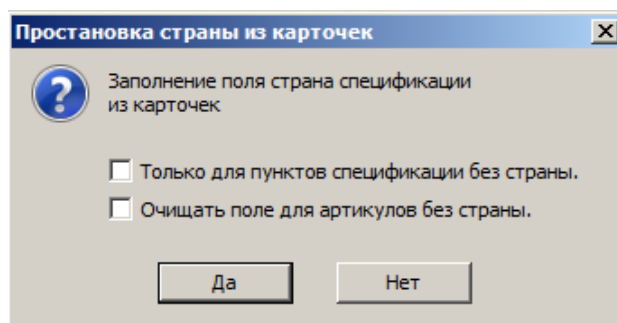 Простановка страны из карточек
Заполнение поля страна спецификации
из карточек
Только для пунктов спецификации без страны.
Очищать поле для артикулов без страны.
Да
Нет